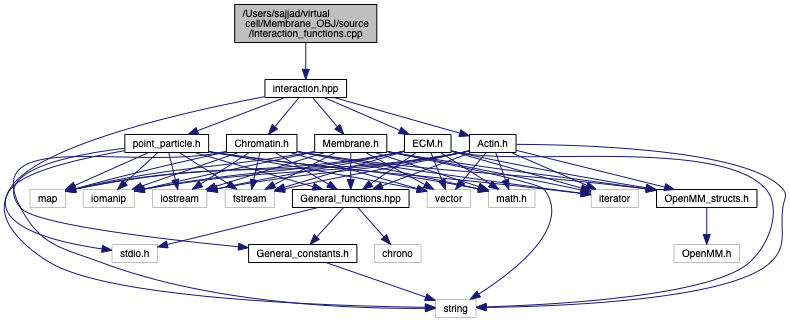 /Users/sajjad/virtual
cell/Membrane_OBJ/source
/Interaction_functions.cpp
interaction.hpp
point_particle.h
Chromatin.h
Membrane.h
ECM.h
Actin.h
map
iomanip
iostream
fstream
General_functions.hpp
vector
math.h
iterator
OpenMM_structs.h
stdio.h
General_constants.h
chrono
OpenMM.h
string